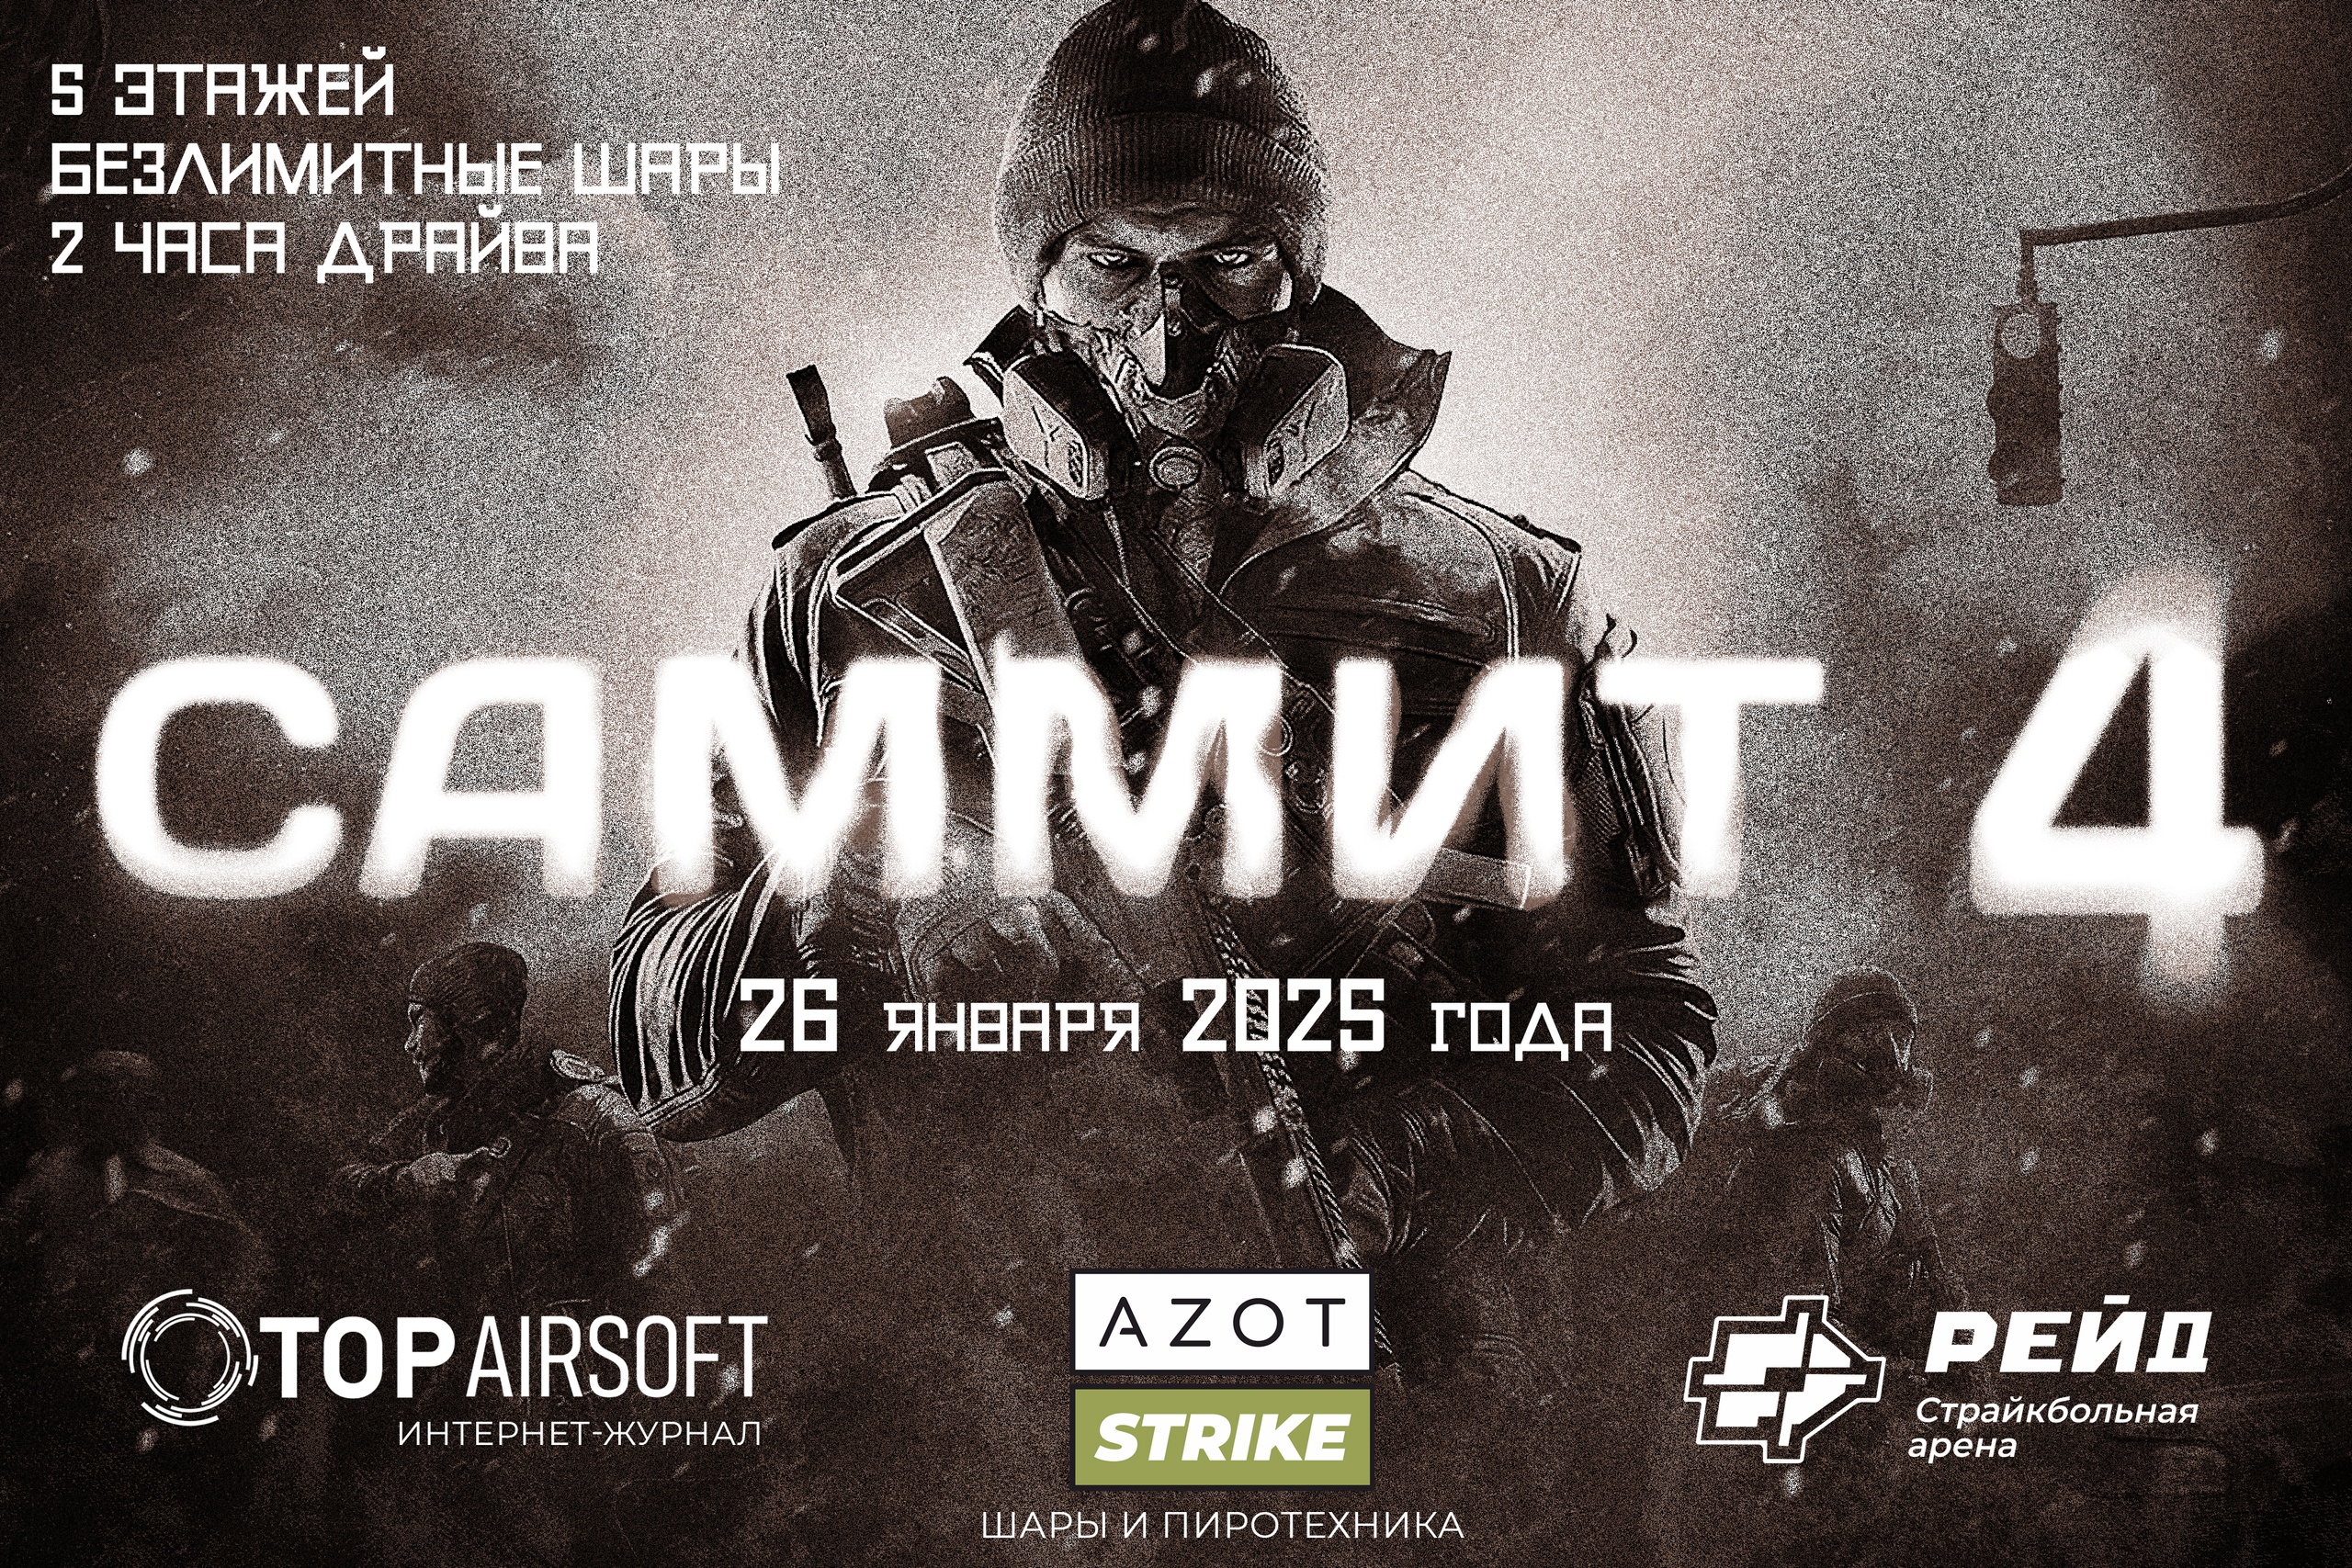 5 ЭТАЖЕЙ
БЕЗЛИМИТНЫЕ ШАРЫ
2 ЧАСА ДРАЙВА
САММИТ 4
26 ЯНВАРЯ 2025 ГОДА
TOP AIRSOFT
ИНТЕРНЕТ-ЖУРНАЛ
AZOT
STRIKE
ШАРЫ И ПИРОТЕХНИКА
РЕЙД
Страйкбольная
арена